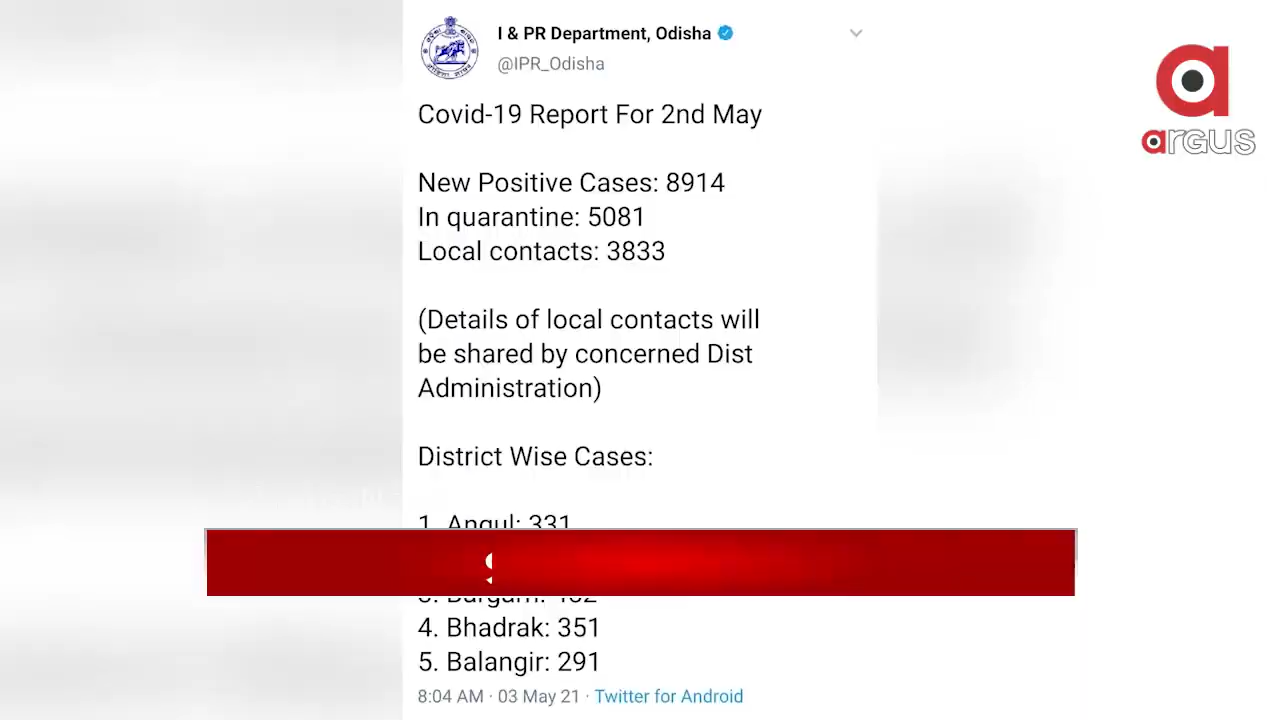 I & PR Department, Odisha
@IPR_Odisha
argus
Covid-19 Report For 2nd May
New Positive Cases: 8914
In quarantine: 5081
Local contacts: 3833
(Details of local contacts will
be shared by concerned Dist
Administration)
District Wise Cases:
1. Angul: 331
4. Bhadrak: 351
5. Balangir: 291
8:04 AM · 03 May 21 · Twitter for Android